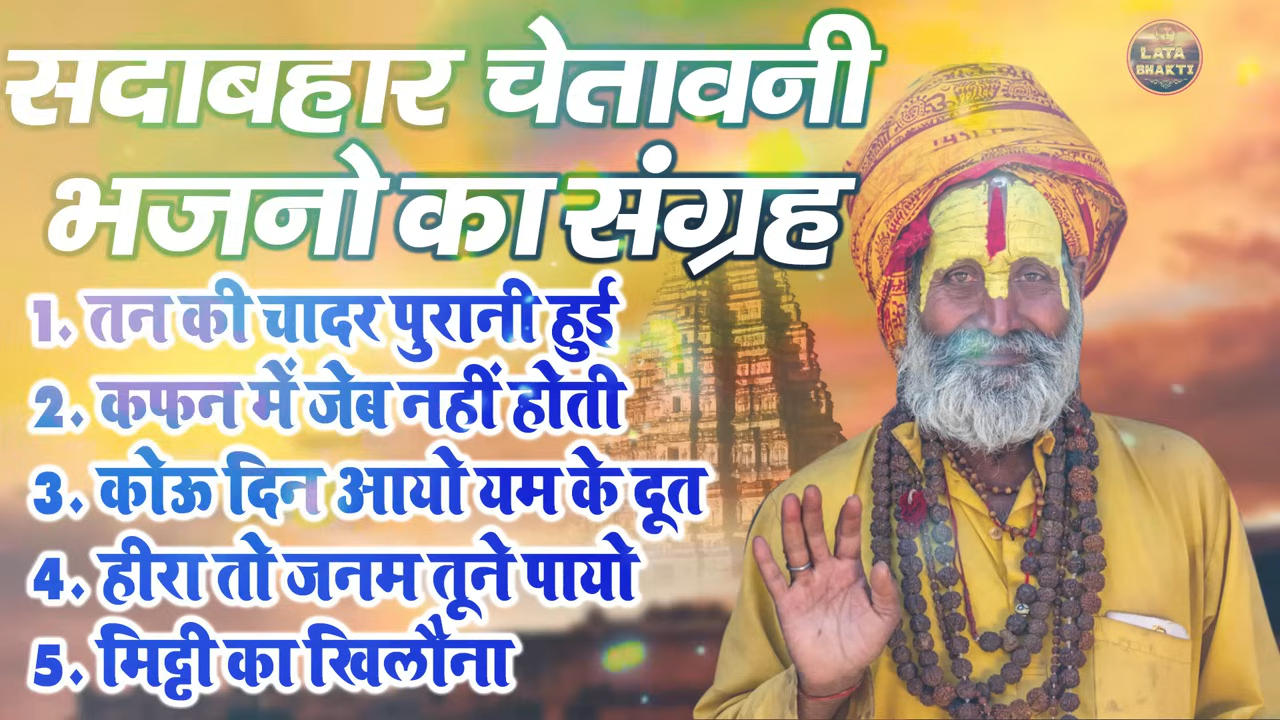 सदाबहार चेतावनी
भजनो का संग्रह
LATA
BHAKTI
1. तन की चादर पुरानी हुई
2. कफन में जेब नहीं होती
3. कोऊ दिन आयो यम के दूत
4. हीरा तो जनम तूने पायो
5. मिट्टी का खिलौना